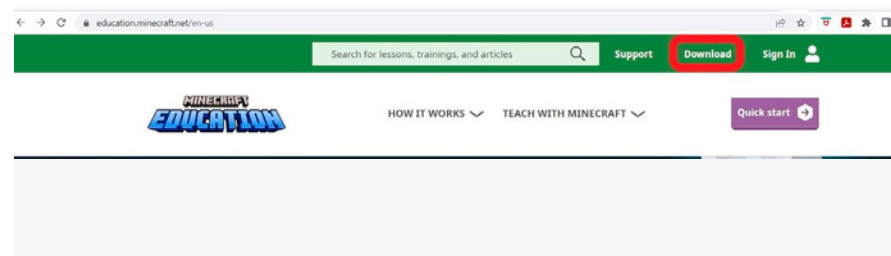 education.minecraft.net/en-us
Search for lessons, trainings, and articles Support Download Sign In
MINECRAFT
EDUCATION
HOW IT WORKS TEACH WITH MINECRAFT Quick start